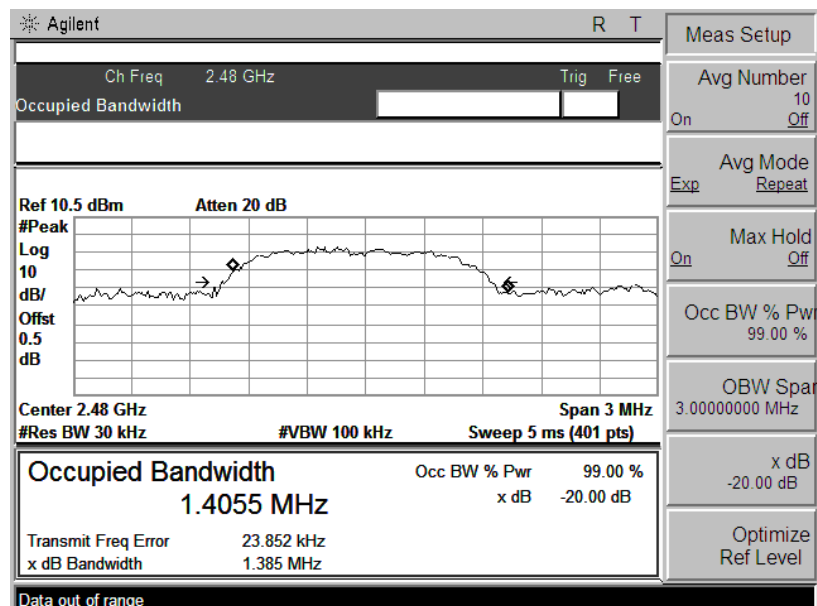 Agilent R T
Meas Setup
Ch Freq 2.48 GHz Trig Free
Occupied Bandwidth
Avg Number
10
On Off
Avg Mode
Exp Repeat
Max Hold
On Off
Occ BW % Pwr
99.00 %
OBW Span
3.00000000 MHz
x dB
-20.00 dB
Optimize
Ref Level
Ref 10.5 dBm Atten 20 dB
#Peak
Log
10
dB/
Offst
0.5
dB
Center 2.48 GHz Span 3 MHz
#Res BW 30 kHz #VBW 100 kHz Sweep 5 ms (401 pts)
Occupied Bandwidth
1.4055 MHz
Occ BW % Pwr 99.00 %
x dB -20.00 dB
Transmit Freq Error 23.852 kHz
x dB Bandwidth 1.385 MHz
Data out of range